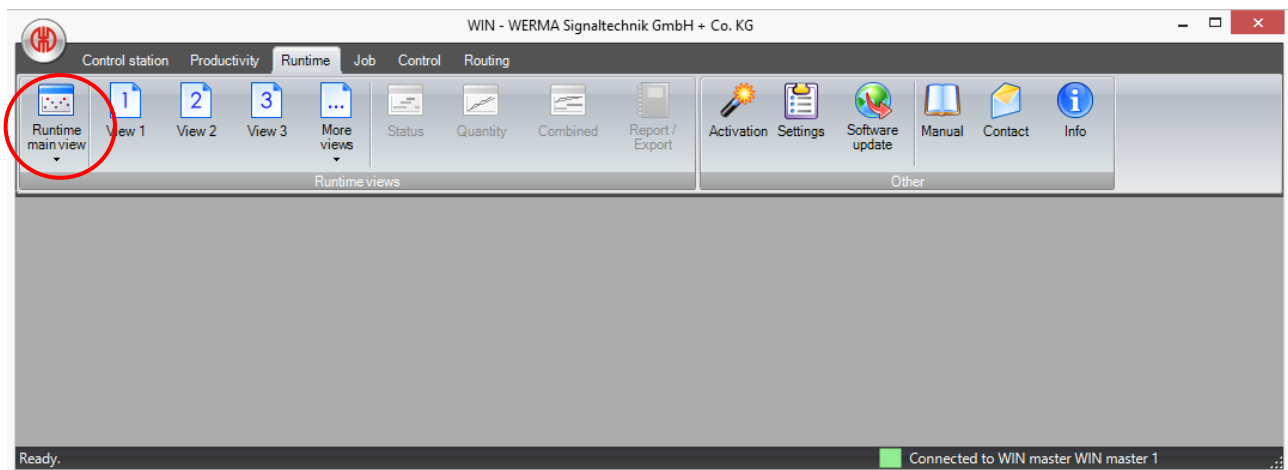 WIN - WERMA Signaltechnik GmbH + Co. KG
Control station Productivity Runtime Job Control Routing
1 2 3 ...
Runtime main view
View 1
View 2
View 3
More views
Status
Quantity
Combined
Report / Export
Activation
Settings
Software update
Manual
Contact
Info
Runtime views
Other
Ready.
Connected to WIN master WIN master 1